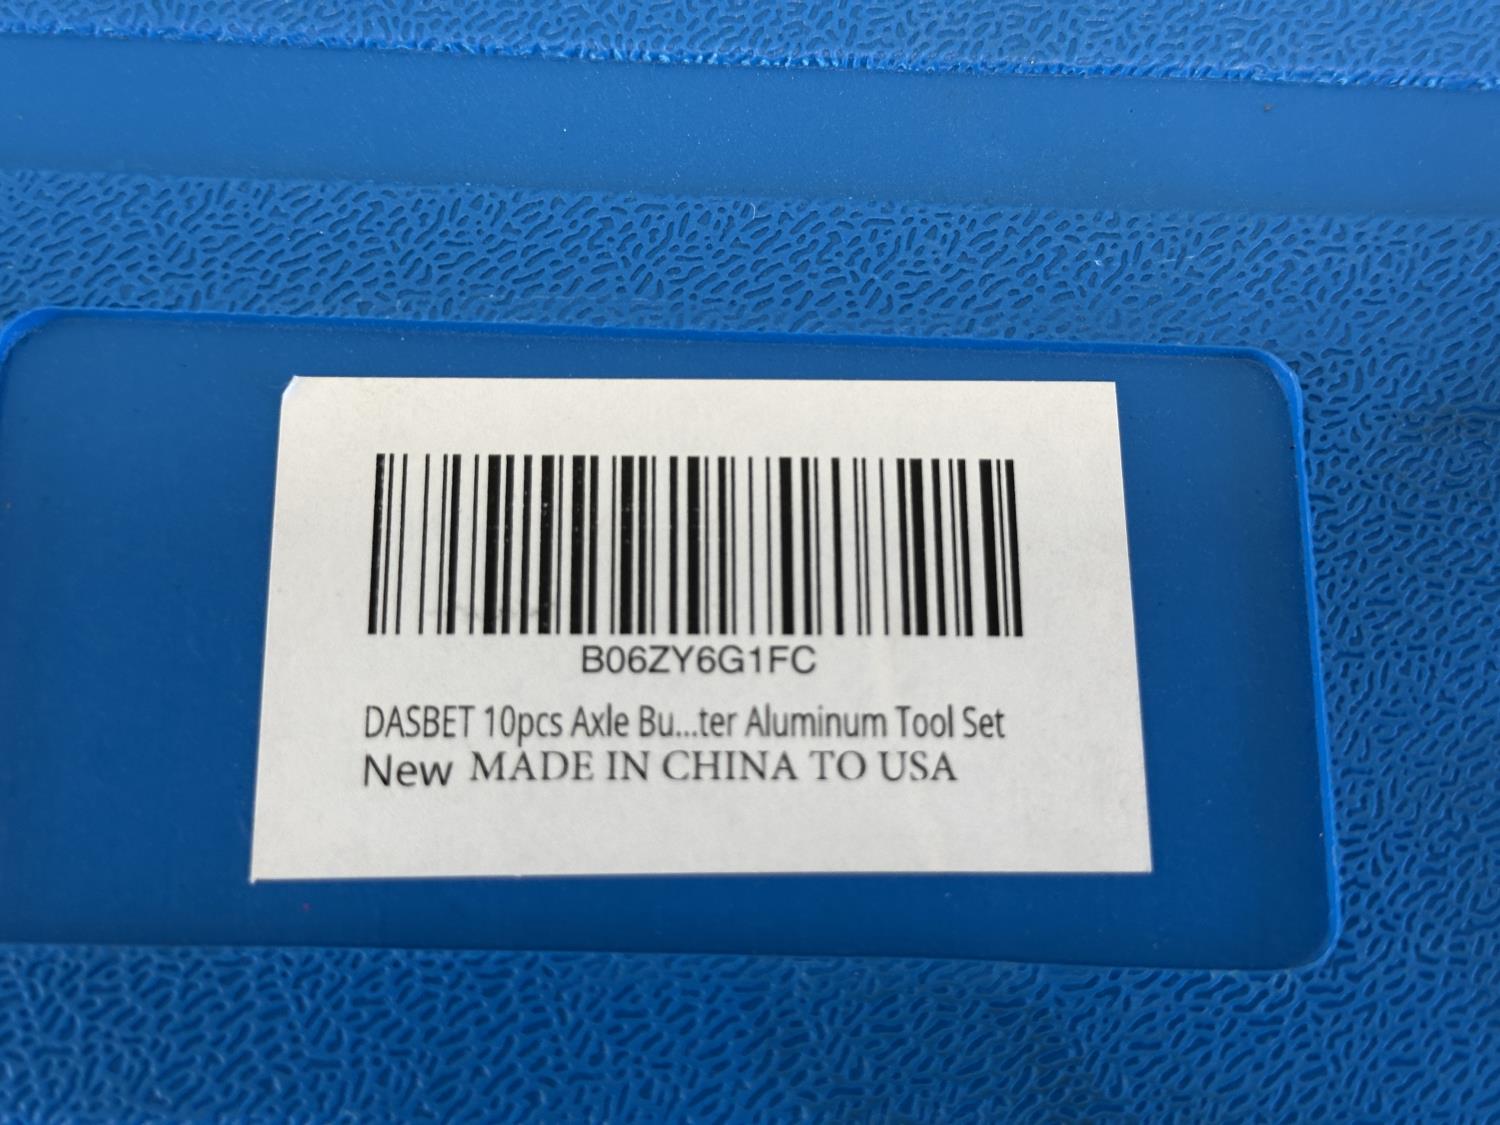 B06ZY6G1FC
DASBET 10pcs Axle Bu...ter Aluminum Tool Set
New MADE IN CHINA TO USA